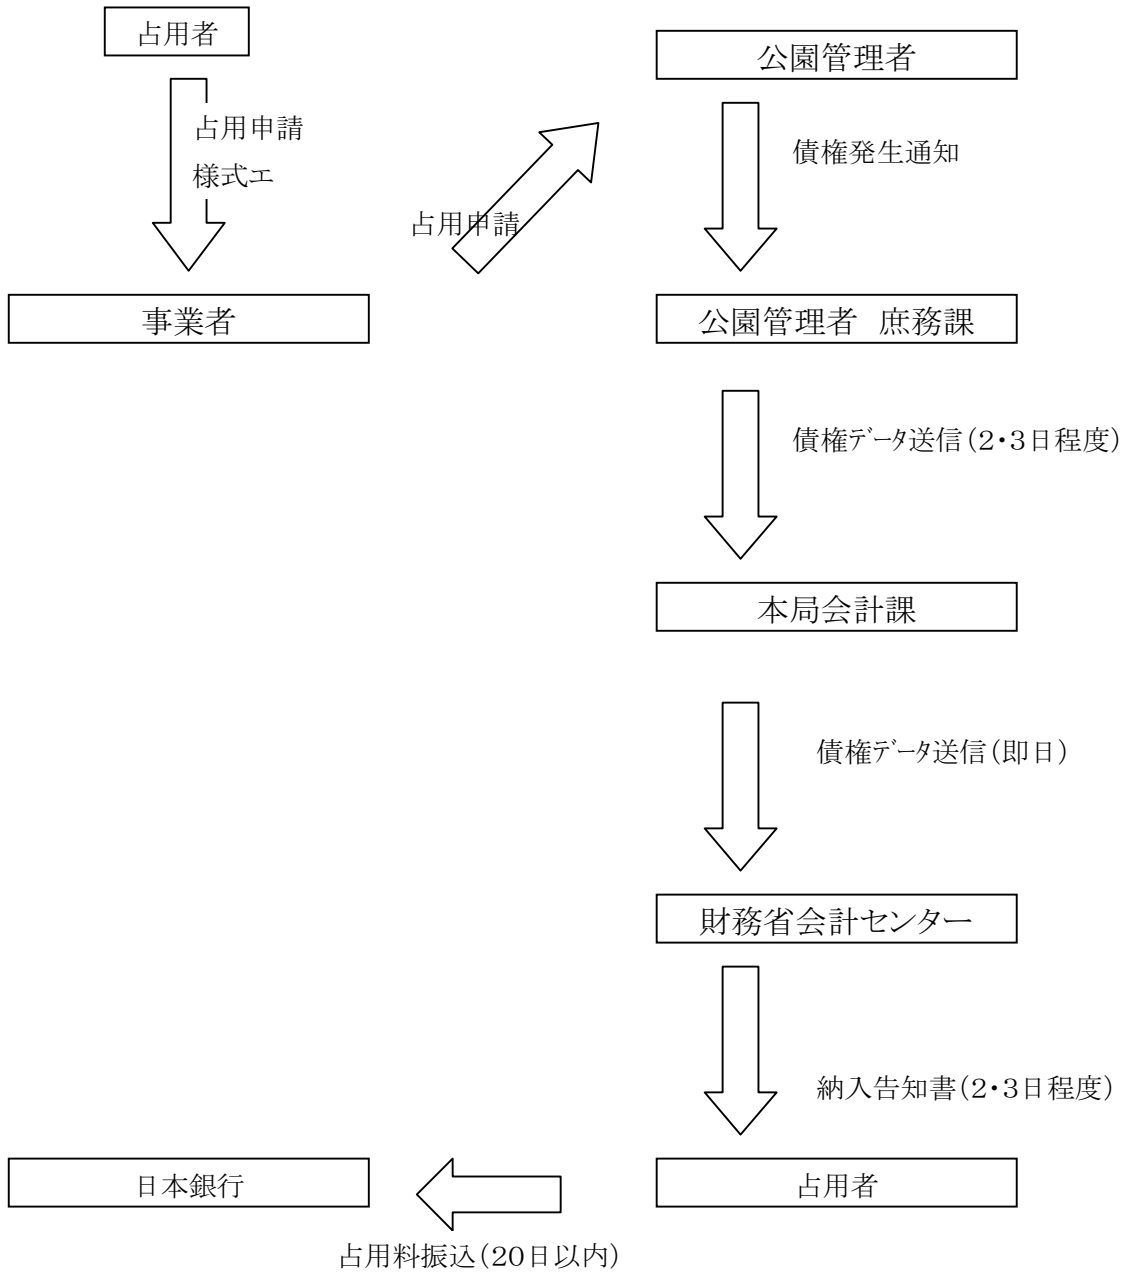 占用者
占用申請
様式エ
事業者
占用申請
公園管理者
債権発生通知
公園管理者　庶務課
債権データ送信(2・3日程度)
本局会計課
債権データ送信(即日)
財務省会計センター
納入告知書(2・3日程度)
占用者
占用料振込(20日以内)
日本銀行